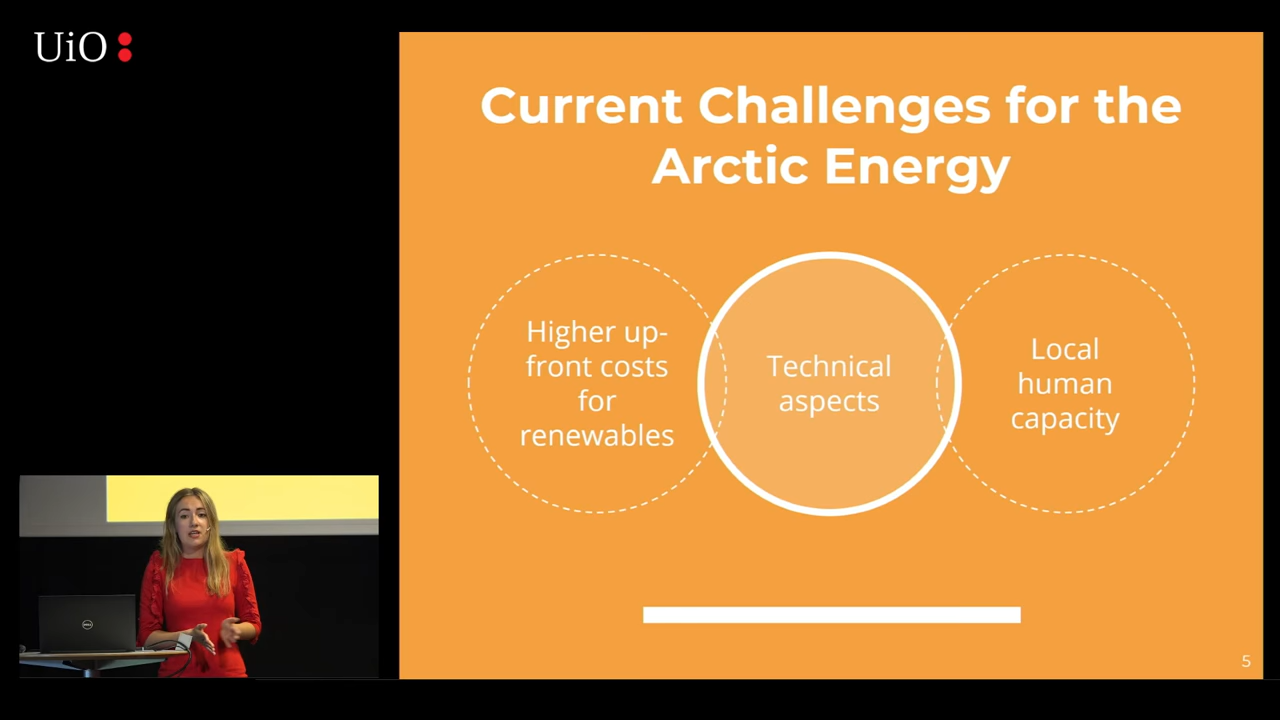 UiO
Current Challenges for the
Arctic Energy
Higher up-
front costs
for
renewables
Technical
aspects
Local
human
capacity
DELL
5